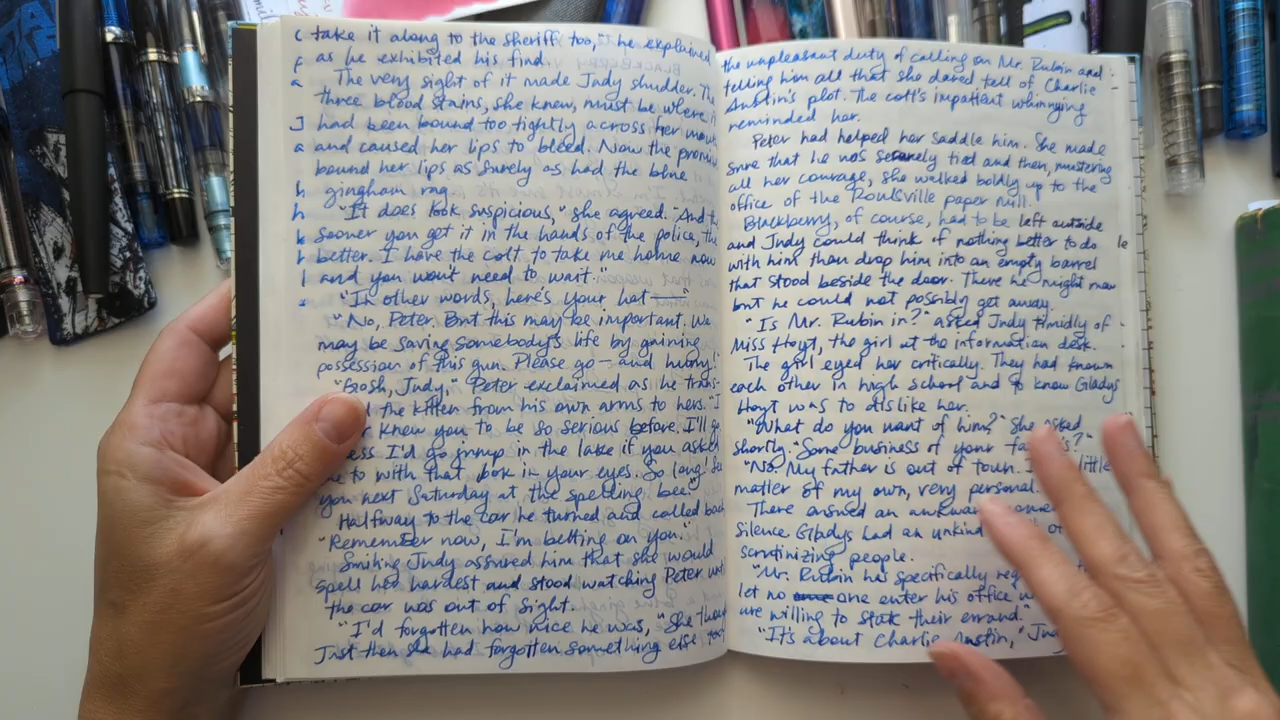 take it along to the sheriff too," he explained
as he exhibited his find.
The very sight of it made Judy shudder. The
three blood stains, she knew, must be where it
had been bound too tightly across her mou
and caused her lips to bleed. Now the promis
bound her lips as surely as had the blue
gingham rag.
"It does look suspicious," she agreed. "And th
sooner you get it in the hands of the police, the
better. I have the colt to take me home now
and you won't need to wait."
"In other words, here's your hat —"
"No, Peter. But this may be important. We
may be saving somebody's life by gaining
possession of this gun. Please go — and hurry!"
"Gosh, Judy," Peter exclaimed as he trans-
the kitten from his own arms to hers. "I
knew you to be so serious before. I'll go
ess I'd go jump in the lake if you asked
me to with that look in your eyes. So long!
you next Saturday at the spelling bee."
Halfway to the car he turned and called back
"Remember now, I'm betting on you."
Smiling Judy assured him that she would
spell her hardest and stood watching Peter unti
the car was out of sight.
"I'd forgotten how nice he was," She thou
Just then she had forgotten something else too
the unpleasant duty of calling on Mr. Rubin and
telling him all that she dared tell of Charlie
Austin's plot. The colt's impatient whinnying
reminded her.
Peter had helped her saddle him. She made
sure that he was securely tied and then, mustering
all her courage, she walked boldly up to the
office of the Roulsville paper mill.
Blackberry, of course, had to be left outside
and Judy could think of nothing better to do
with him than drop him into an empty barrel
that stood beside the door. There he might
but he could not possibly get away.
"Is Mr. Rubin in?" asked Judy timidly of
Miss Hoyt, the girl at the information desk.
The girl eyed her critically. They had known
each other in high school and to know Gladys
Hoyt was to dislike her.
"What do you want of him?" She asked
shortly. "Some business of your fa
"No. My father is out of town. little
matter of my own, very personal.
There ensued an awkward
silence Gladys had an unkind
scrutinizing people.
"Mr. Rubin has specifically req
let no one enter his office
are willing to state their errand."
"It's about Charlie Austin," Ju